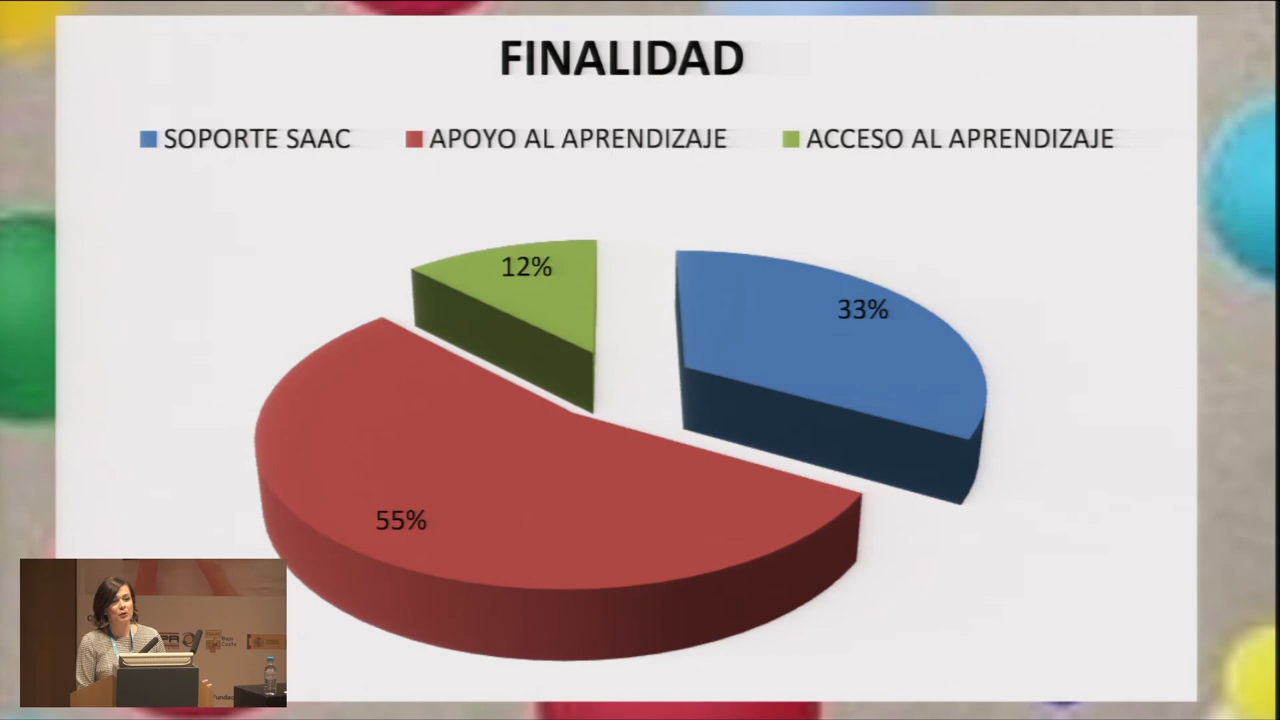 FINALIDAD
SOPORTE SAAC APOYO AL APRENDIZAJE ACCESO AL APRENDIZAJE
12%
33%
55%